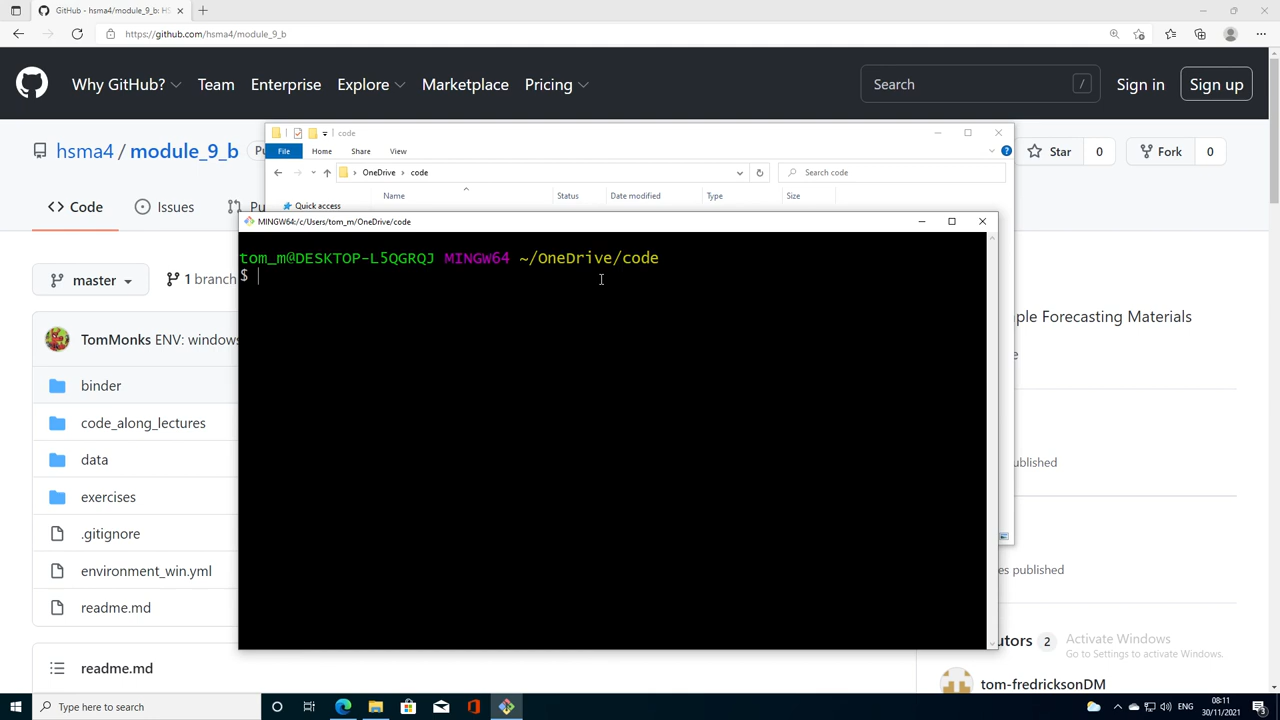 GitHub - hsma4/module_9_b: HS
https://github.com/hsma4/module_9_b
Why GitHub? Team Enterprise Explore Marketplace Pricing
Search /
Sign in Sign up
hsma4 / module_9_b
Star 0
Fork 0
Code Issues
code
File Home Share View
OneDrive › code
Search code
Name Status Date modified Type Size
Quick access
MINGW64:/c/Users/tom_m/OneDrive/code
tom_m@DESKTOP-L5QGRQJ MINGW64 ~/OneDrive/code
$
master 1 branch
TomMonks ENV: windows
binder
code_along_lectures
data
exercises
.gitignore
environment_win.yml
readme.md
readme.md
ple Forecasting Materials
ublished
es published
utors 2
tom-fredricksonDM
Activate Windows
Go to Settings to activate Windows.
Type here to search
ENG
08:11
30/11/2021
3